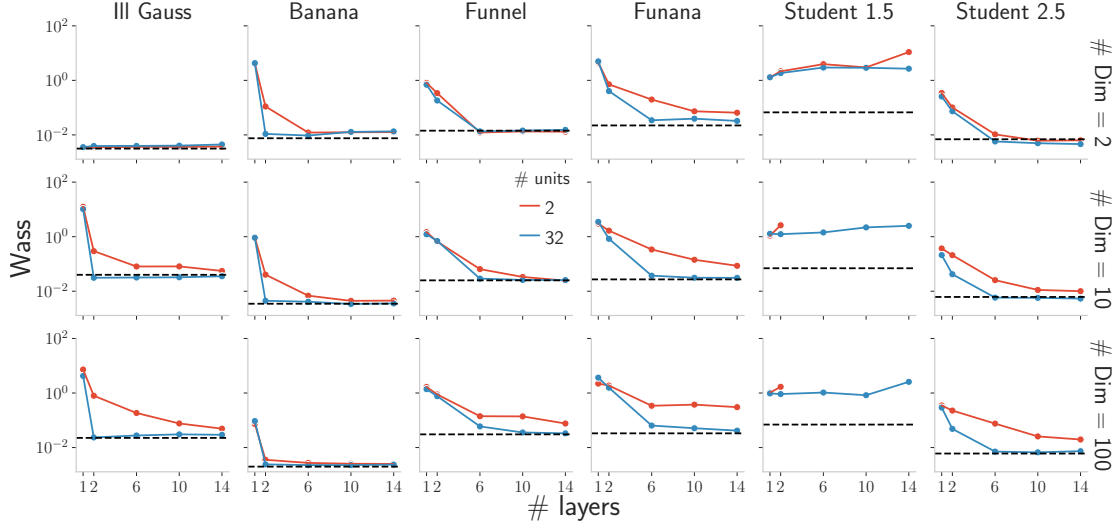 Ill Gauss
Banana
Funnel
Funana
Student 1.5
Student 2.5
10^2
10^0
10^−2
# Dim = 2
10^2
10^0
10^−2
# units
2
32
# Dim = 10
Wass
10^2
10^0
10^−2
# Dim = 100
1 2 6 10 14
1 2 6 10 14
1 2 6 10 14
1 2 6 10 14
1 2 6 10 14
1 2 6 10 14
# layers